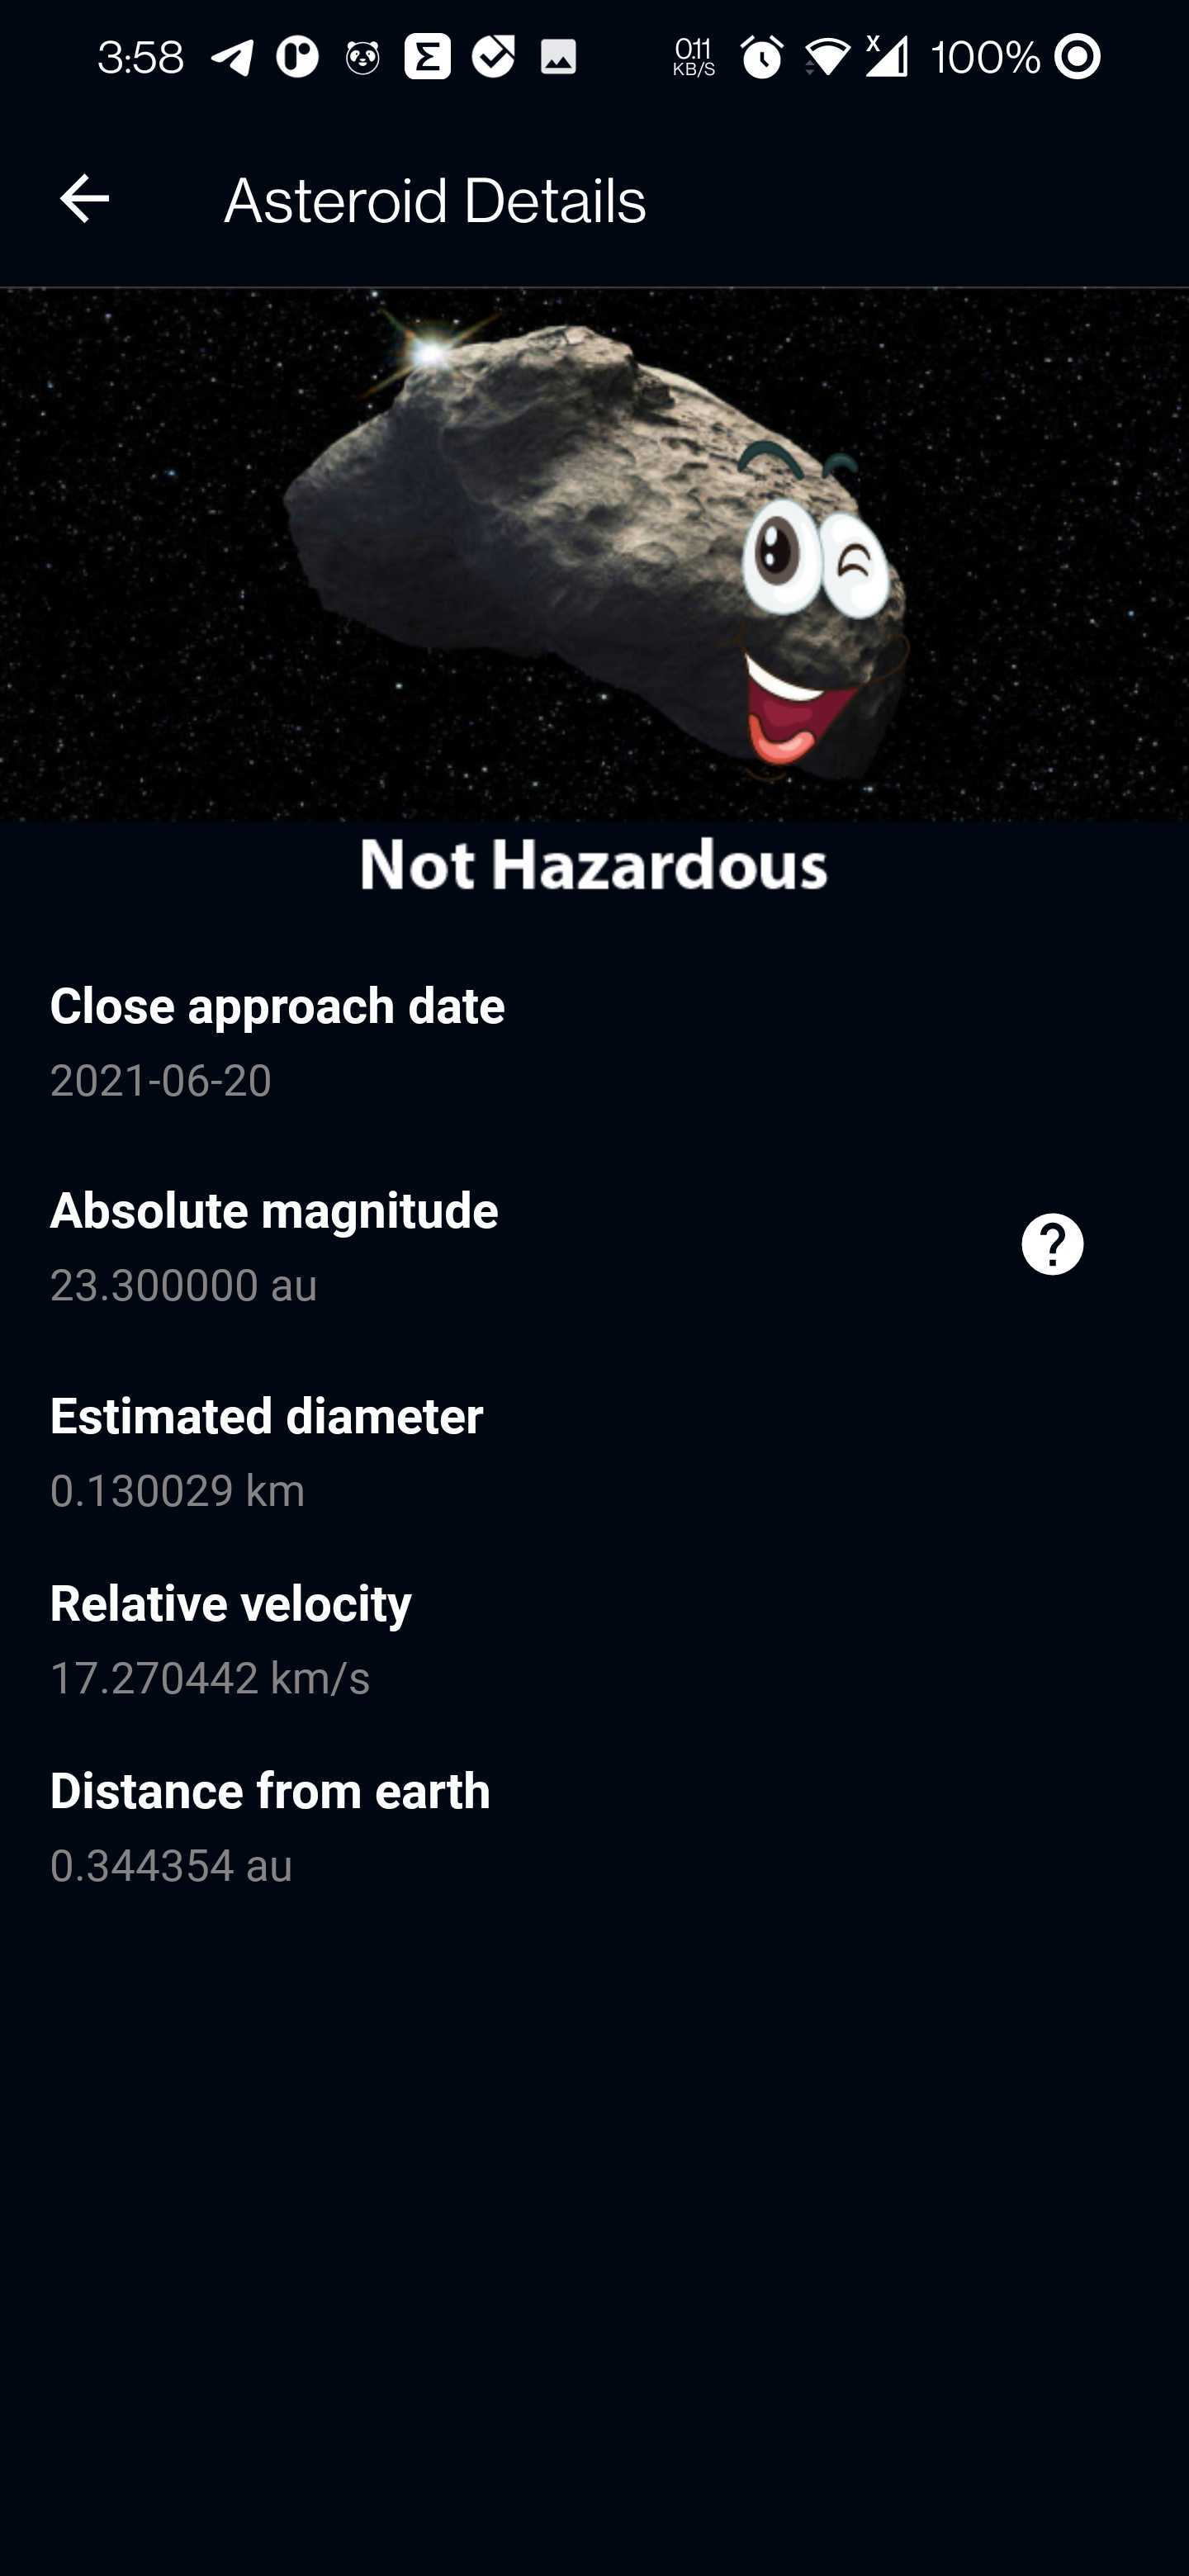 3:58 0.11 KB/S 100%
Asteroid Details
Not Hazardous
Close approach date
2021-06-20
Absolute magnitude
23.300000 au
?
Estimated diameter
0.130029 km
Relative velocity
17.270442 km/s
Distance from earth
0.344354 au